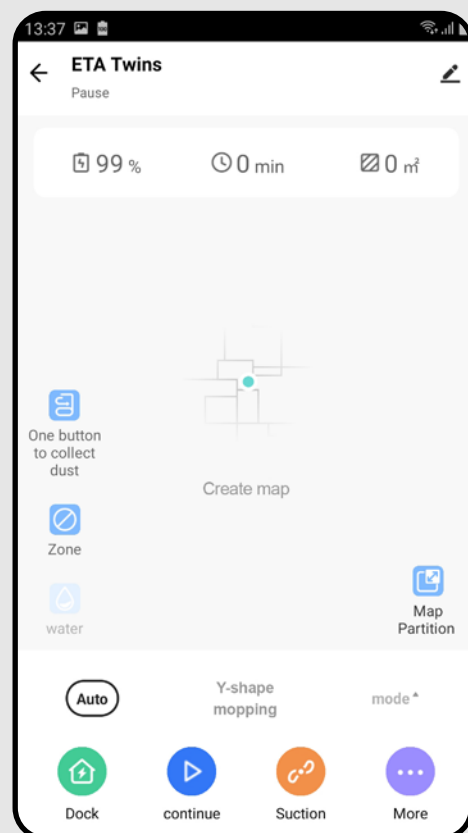 13:37
ETA Twins
Pause
99 %
0 min
0 ㎡
One button
to collect
dust
Create map
Zone
water
Map
Partition
Auto
Y-shape
mopping
mode
Dock
continue
Suction
More